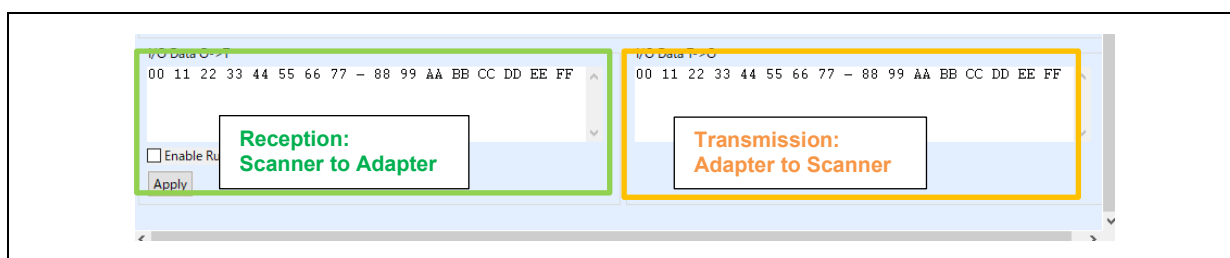 I/O Data O->T
00 11 22 33 44 55 66 77 – 88 99 AA BB CC DD EE FF
Reception:
Scanner to Adapter
Enable
Apply
I/O Data T->O
00 11 22 33 44 55 66 77 – 88 99 AA BB CC DD EE FF
Transmission:
Adapter to Scanner